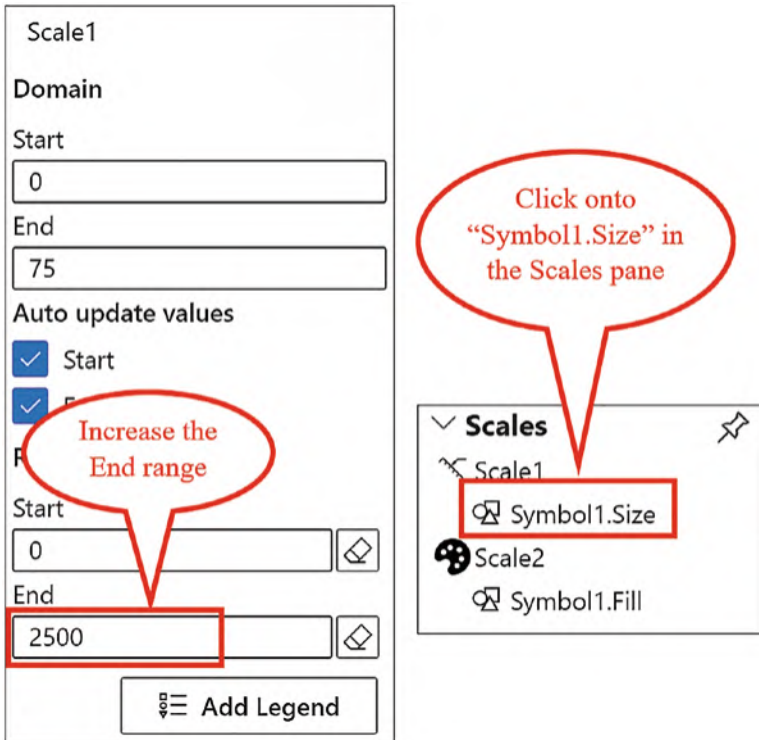 Scale1
Domain
Start
0
End
75
Auto update values
Start
Increase the
End range
Start
0
End
2500
Add Legend
Click onto
“Symbol1.Size” in
the Scales pane
Scales
Scale1
Symbol1.Size
Scale2
Symbol1.Fill